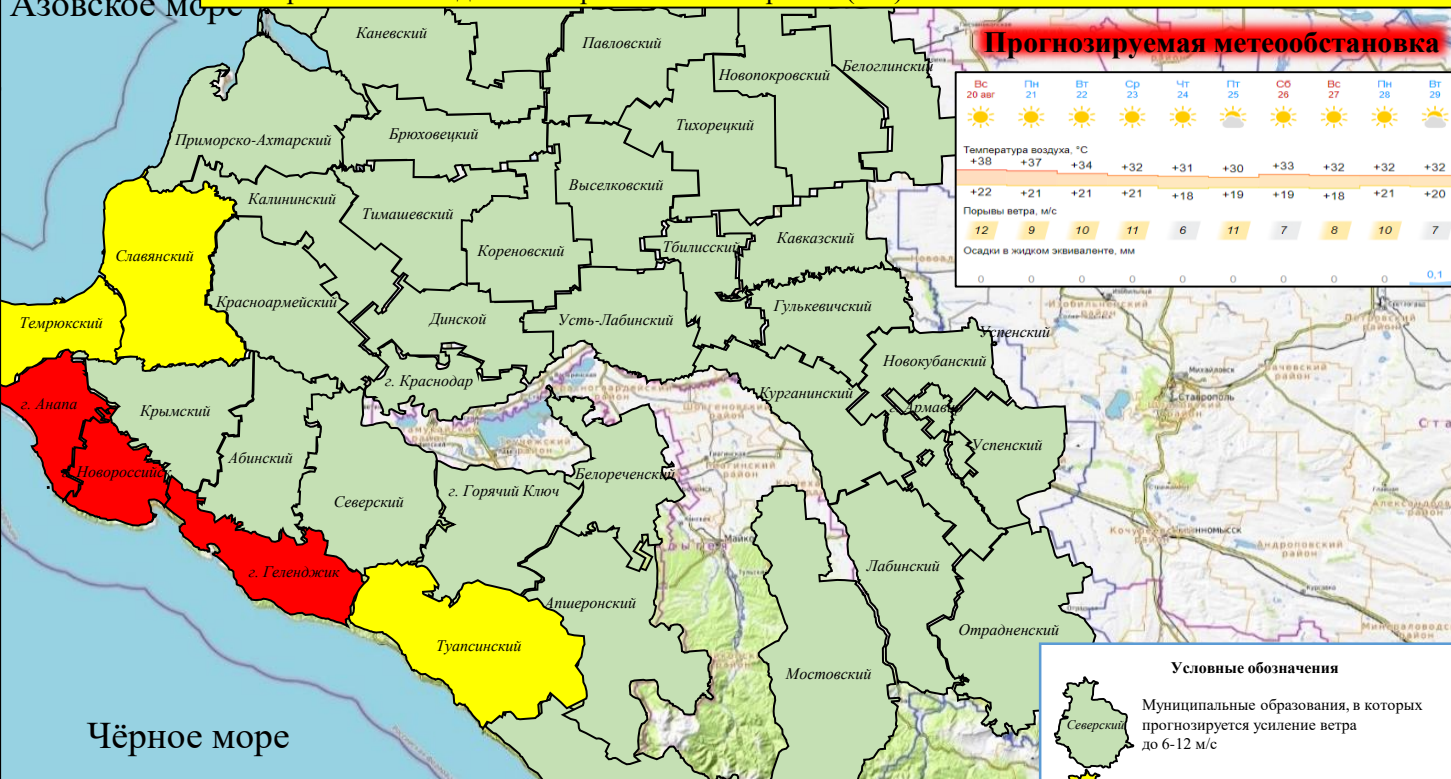 Азовское море
Каневский
Павловский
Новопокровский
Белоглинский
Приморско-Ахтарский
Брюховецкий
Тихорецкий
Калининский
Тимашевский
Выселковский
Славянский
Кореновский
Тбилисский
Кавказский
Темрюкский
Красноармейский
Динской
Усть-Лабинский
Гулькевичский
Успенский
Новокубанский
г. Краснодар
Курганинский
г. Армавир
г. Анапа
Крымский
Успенский
г. Новороссийск
Абинский
Северский
г. Горячий Ключ
Белореченский
г. Геленджик
Апшеронский
Лабинский
Туапсинский
Отрадненский
Мостовский
Чёрное море
Прогнозируемая метеообстановка
Вс Пн Вт Ср Чт Пт Сб Вс Пн Вт
20 авг 21 22 23 24 25 26 27 28 29
Температура воздуха, °C
+38 +37 +34 +32 +31 +30 +33 +32 +32 +32
+22 +21 +21 +21 +18 +19 +19 +18 +21 +20
Порывы ветра, м/с
12 9 10 11 6 11 7 8 10 7
Осадки в жидком эквиваленте, мм
0 0 0 0 0 0 0 0 0 0,1
Михайловск
Ставрополь
Условные обозначения
Северский
Муниципальные образования, в которых
прогнозируется усиление ветра
до 6-12 м/с